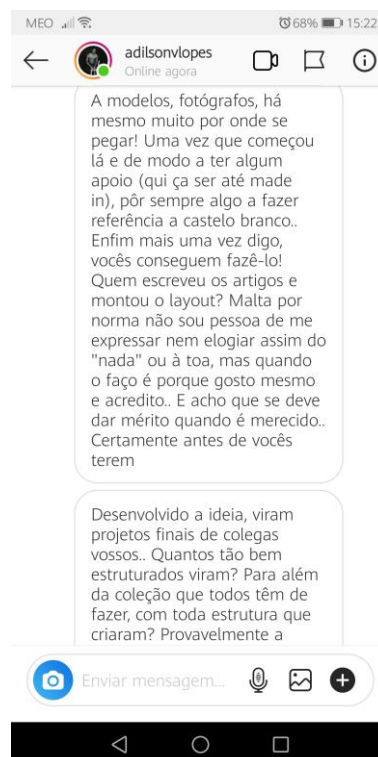 MEO 68% 15:22
adilsonvlopes
Online agora
A modelos, fotógrafos, há
mesmo muito por onde se
pegar! Uma vez que começou
lá e de modo a ter algum
apoio (qui ça ser até made
in), pôr sempre algo a fazer
referência a castelo branco..
Enfim mais uma vez digo,
vocês conseguem fazê-lo!
Quem escreveu os artigos e
montou o layout? Malta por
norma não sou pessoa de me
expressar nem elogiar assim do
"nada" ou à toa, mas quando
o faço é porque gosto mesmo
e acredito.. E acho que se deve
dar mérito quando é merecido..
Certamente antes de vocês
terem
Desenvolvido a ideia, viram
projetos finais de colegas
vossos.. Quantos tão bem
estruturados viram? Para além
da coleção que todos têm de
fazer, com toda estrutura que
criaram? Provavelmente a
Enviar mensagem...